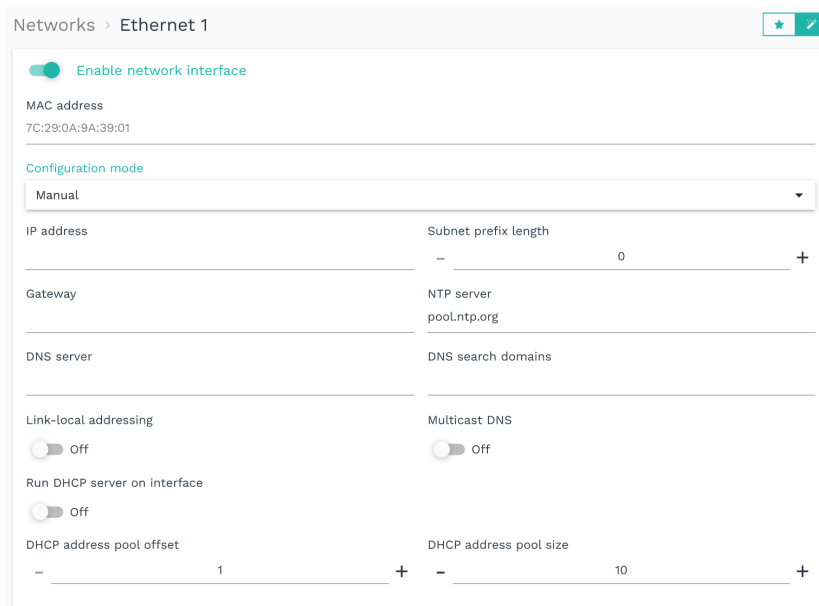 Networks > Ethernet 1
Enable network interface
MAC address
7C:29:0A:9A:39:01
Configuration mode
Manual
IP address
Subnet prefix length
– 0 +
Gateway
NTP server
pool.ntp.org
DNS server
DNS search domains
Link-local addressing
Multicast DNS
Off
Off
Run DHCP server on interface
Off
DHCP address pool offset
DHCP address pool size
– 1 +
– 10 +